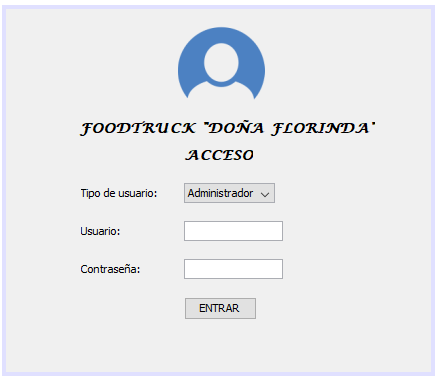 FOODTRUCK "DOÑA FLORINDA"
ACCESO
Tipo de usuario: Administrador
Usuario:
Contraseña:
ENTRAR